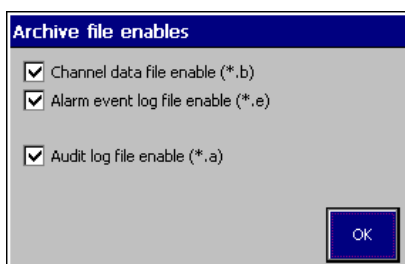 Archive file enables
Channel data file enable (*.b)
Alarm event log file enable (*.e)
Audit log file enable (*.a)
OK